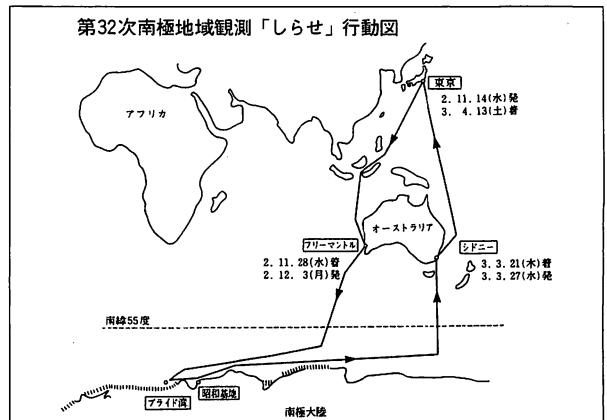 第32次南極地域観測「しらせ」行動図
東京
2. 11. 14(水)発
3. 4. 13(土)着
アフリカ
オーストラリア
フリーマントル
シドニー
2. 11. 28(水)着
2. 12. 3(月)発
3. 3. 21(木)着
3. 3. 27(水)発
南緯55度
ブライド湾
昭和基地
南極大陸